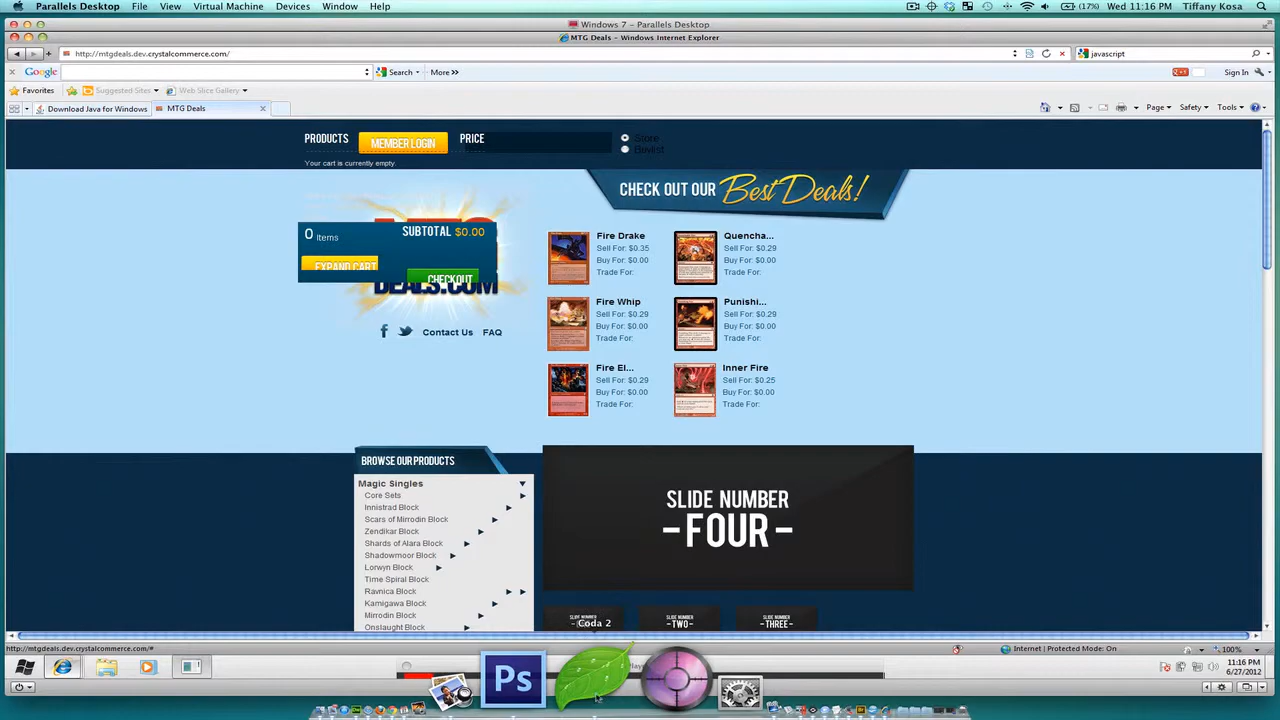 Parallels Desktop File View Virtual Machine Devices Window Help (17%) Wed 11:16 PM Tiffany Kosa
Windows 7 – Parallels Desktop
MTG Deals – Windows Internet Explorer
http://mtgdeals.dev.crystalcommerce.com/ javascript
Google Search More >> Sign In
Favorites Suggested Sites Web Slice Gallery
Download Java for Windows MTG Deals Page Safety Tools
PRODUCTS MEMBER LOGIN PRICE Store
Buylist
Your cart is currently empty.
CHECK OUT OUR Best Deals!
0 Items SUBTOTAL $0.00
EXPAND CART CHECKOUT
DEALS.COM
Contact Us FAQ
Fire Drake
Sell For: $0.35
Buy For: $0.00
Trade For:
Quencha...
Sell For: $0.29
Buy For: $0.00
Trade For:
Fire Whip
Sell For: $0.29
Buy For: $0.00
Trade For:
Punishi...
Sell For: $0.29
Buy For: $0.00
Trade For:
Fire El...
Sell For: $0.29
Buy For: $0.00
Trade For:
Inner Fire
Sell For: $0.25
Buy For: $0.00
Trade For:
BROWSE OUR PRODUCTS
Magic Singles
Core Sets
Innistrad Block
Scars of Mirrodin Block
Zendikar Block
Shards of Alara Block
Shadowmoor Block
Lorwyn Block
Time Spiral Block
Ravnica Block
Kamigawa Block
Mirrodin Block
Onslaught Block
SLIDE NUMBER
-FOUR-
SLIDE NUMBER
-TWO-
SLIDE NUMBER
-THREE-
Coda 2
http://mtgdeals.dev.crystalcommerce.com/# Internet | Protected Mode: On 100%
Ps
11:16 PM
6/27/2012